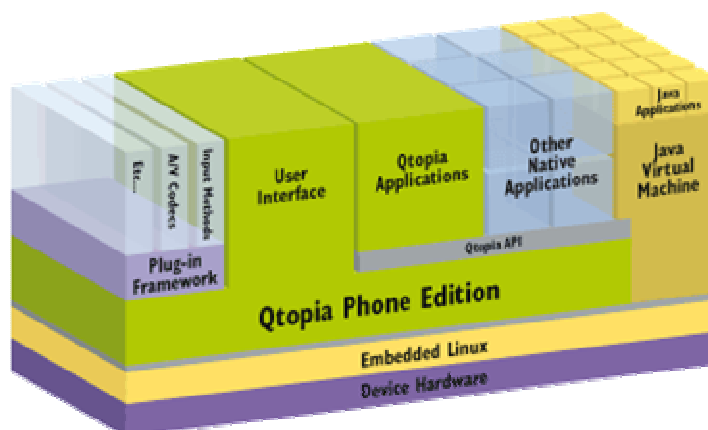 Etc...
A/V Codecs
Input Methods
Plug-in
Framework
User
Interface
Qtopia
Applications
Other
Native
Applications
Java
Applications
Java
Virtual
Machine
Qtopia API
Qtopia Phone Edition
Embedded Linux
Device Hardware